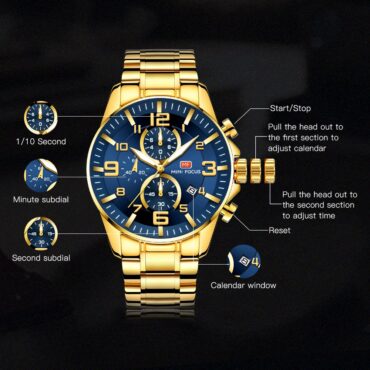 Start/Stop
Pull the head out to
the first section to
adjust calendar
1/10 Second
MINI FOCUS
Minute subdial
Pull the head out to
the second section
to adjust time
Reset
Second subdial
Calendar window